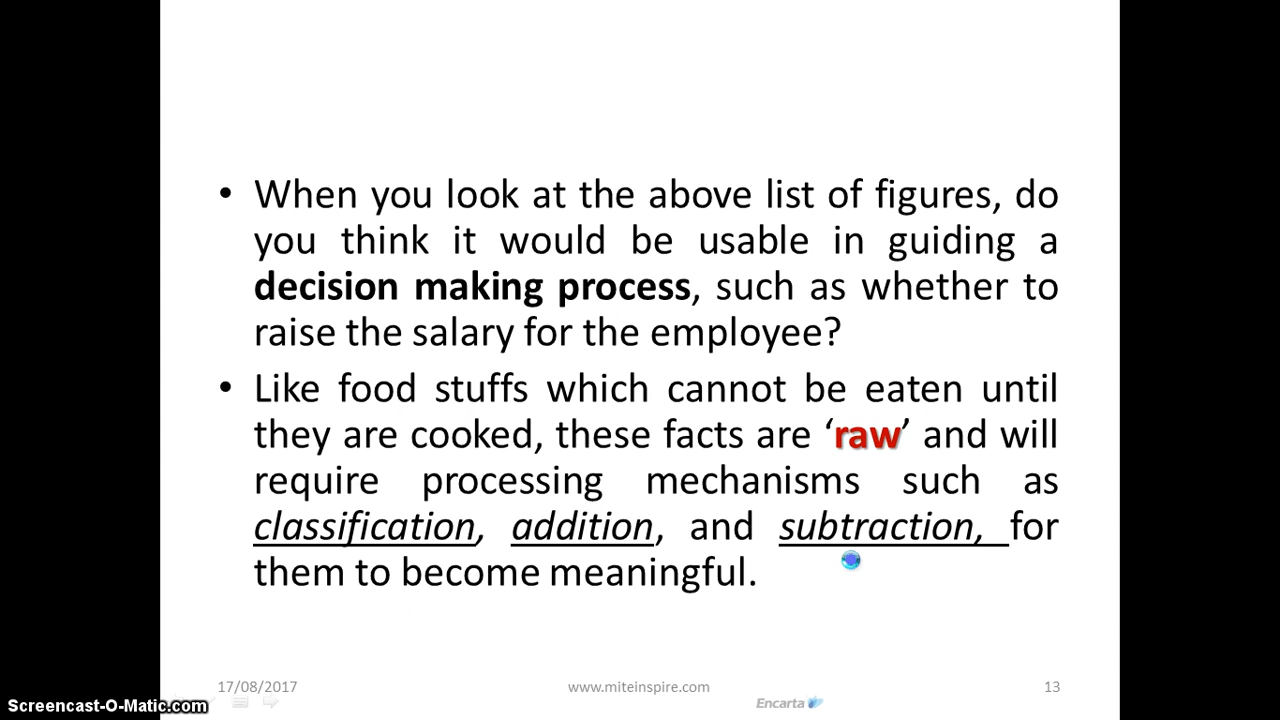 • When you look at the above list of figures, do
you think it would be usable in guiding a
decision making process, such as whether to
raise the salary for the employee?
• Like food stuffs which cannot be eaten until
they are cooked, these facts are ‘raw’ and will
require processing mechanisms such as
classification, addition, and subtraction, for
them to become meaningful.
17/08/2017 www.miteinspire.com 13
Encarta
Screencast-O-Matic.com